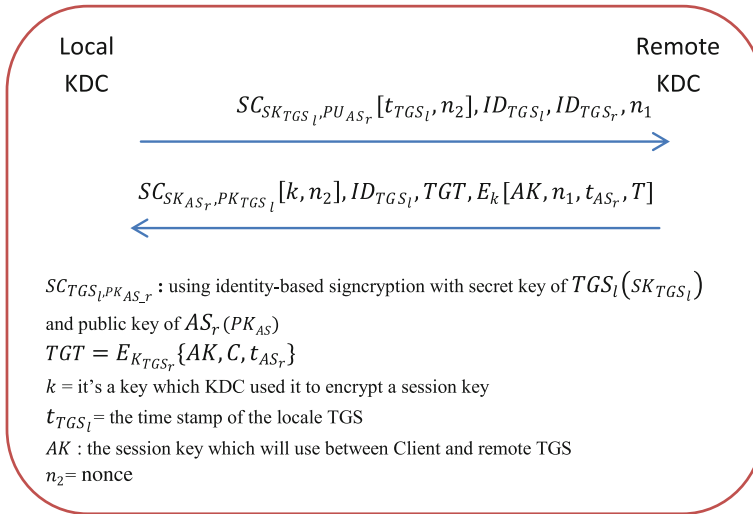 Local Remote
KDC KDC
SC_{SK_{TGS_l},PU_{AS_r}}[t_{TGS_l}, n_2], ID_{TGS_l}, ID_{TGS_r}, n_1
SC_{SK_{AS_r},PK_{TGS_l}}[k, n_2], ID_{TGS_l}, TGT, E_k[AK, n_1, t_{AS_r}, T]
SC_{TGS_l,PK_{AS\_r}} : using identity-based signcryption with secret key of TGS_l(SK_{TGS_l})
and public key of AS_r(PK_{AS})
TGT = E_{K_{TGS_r}}{AK, C, t_{AS_r}}
k = it's a key which KDC used it to encrypt a session key
t_{TGS_l}= the time stamp of the locale TGS
AK : the session key which will use between Client and remote TGS
n_2= nonce